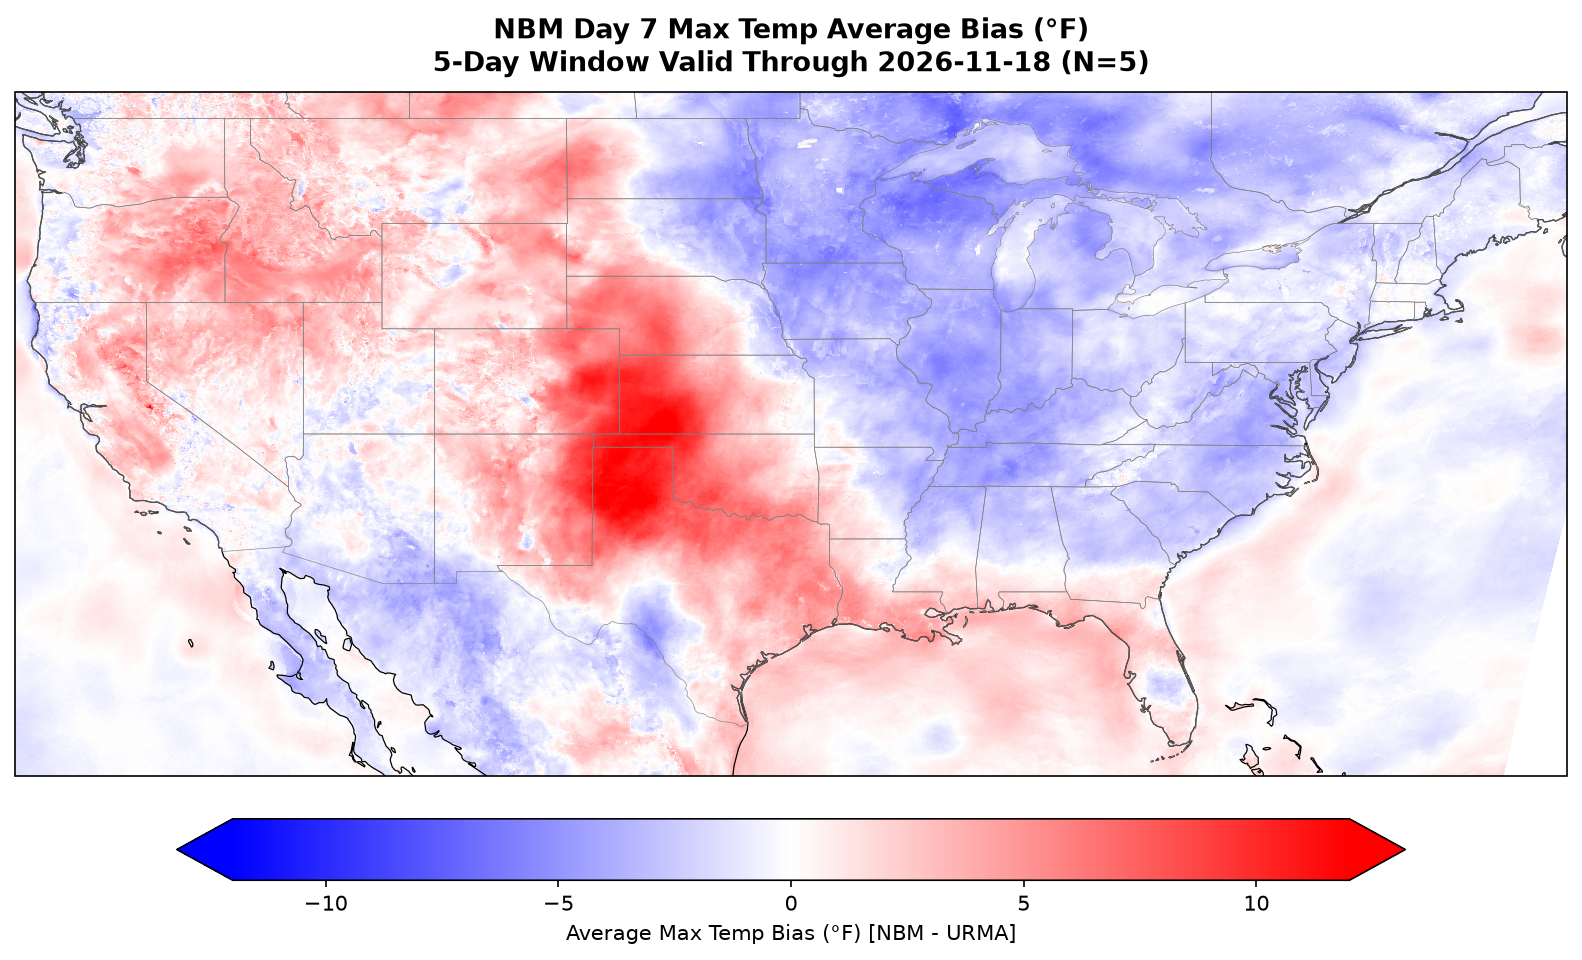 NBM Day 7 Max Temp Average Bias (°F)
5-Day Window Valid Through 2026-11-18 (N=5)
−10
−5
0
5
10
Average Max Temp Bias (°F) [NBM - URMA]